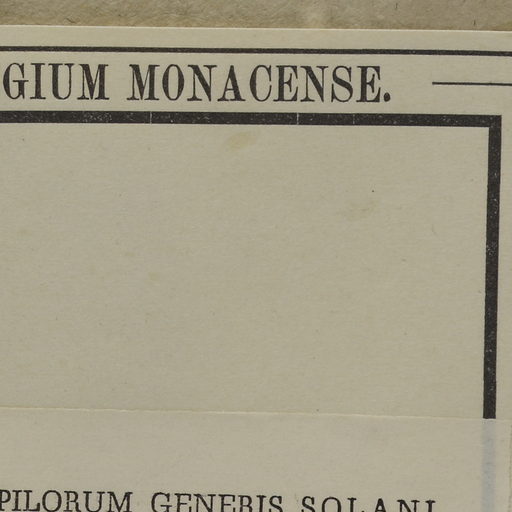 GIUM MONACENSE.
PILORUM GENERIS SOLANI